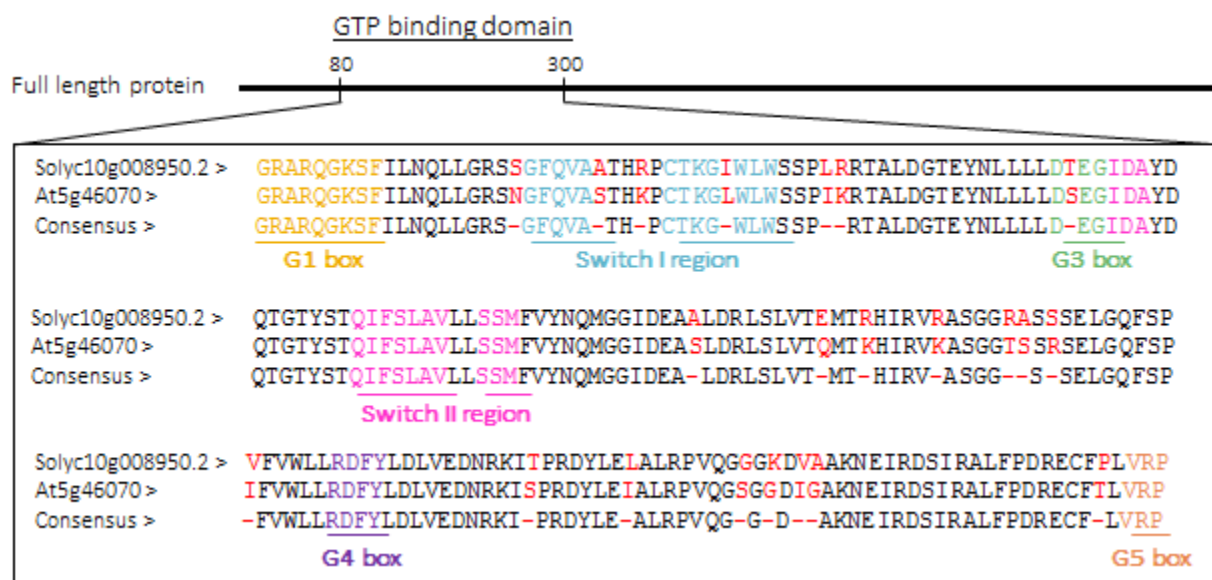 GTP binding domain
80 300
Full length protein
Solyc10g008950.2 > GRARQGKSFILNQLLGRSSGFQVAATHRPCTKGIWLWSSPLRRTALDGTEYNLLLLDTEGIDAYD
At5g46070 > GRARQGKSFILNQLLGRSNGFQVASTHKPCTKGLWLWSSPIKRTALDGTEYNLLLLDSEGIDAYD
Consensus > GRARQGKSFILNQLLGRS-GFQVA-TH-PCTKG-WLWSSP--RTALDGTEYNLLLLD-EGIDAYD
G1 box Switch I region G3 box
Solyc10g008950.2 > QTGTYSTQIFSLAVLLSSMFVYNQMGGIDEAALDRLSLVTEMTRHIRVRASGGRASSSELGQFSP
At5g46070 > QTGTYSTQIFSLAVLLSSMFVYNQMGGIDEASLDRLSLVTQMTKHIRVKASGGTSSRSELGQFSP
Consensus > QTGTYSTQIFSLAVLLSSMFVYNQMGGIDEA-LDRLSLVT-MT-HIRV-ASGG--S-SELGQFSP
Switch II region
Solyc10g008950.2 > VFVWLLRDFYLDLVEDNRKITPRDYLELALRPVQGGGKDVAAKNEIRDSIRALFPDRECFPLVRP
At5g46070 > IFVWLLRDFYLDLVEDNRKISPRDYLEIALRPVQGSGGDIGAKNEIRDSIRALFPDRECFTLVRP
Consensus > -FVWLLRDFYLDLVEDNRKI-PRDYLE-ALRPVQG-G-D--AKNEIRDSIRALFPDRECF-LVRP
G4 box G5 box